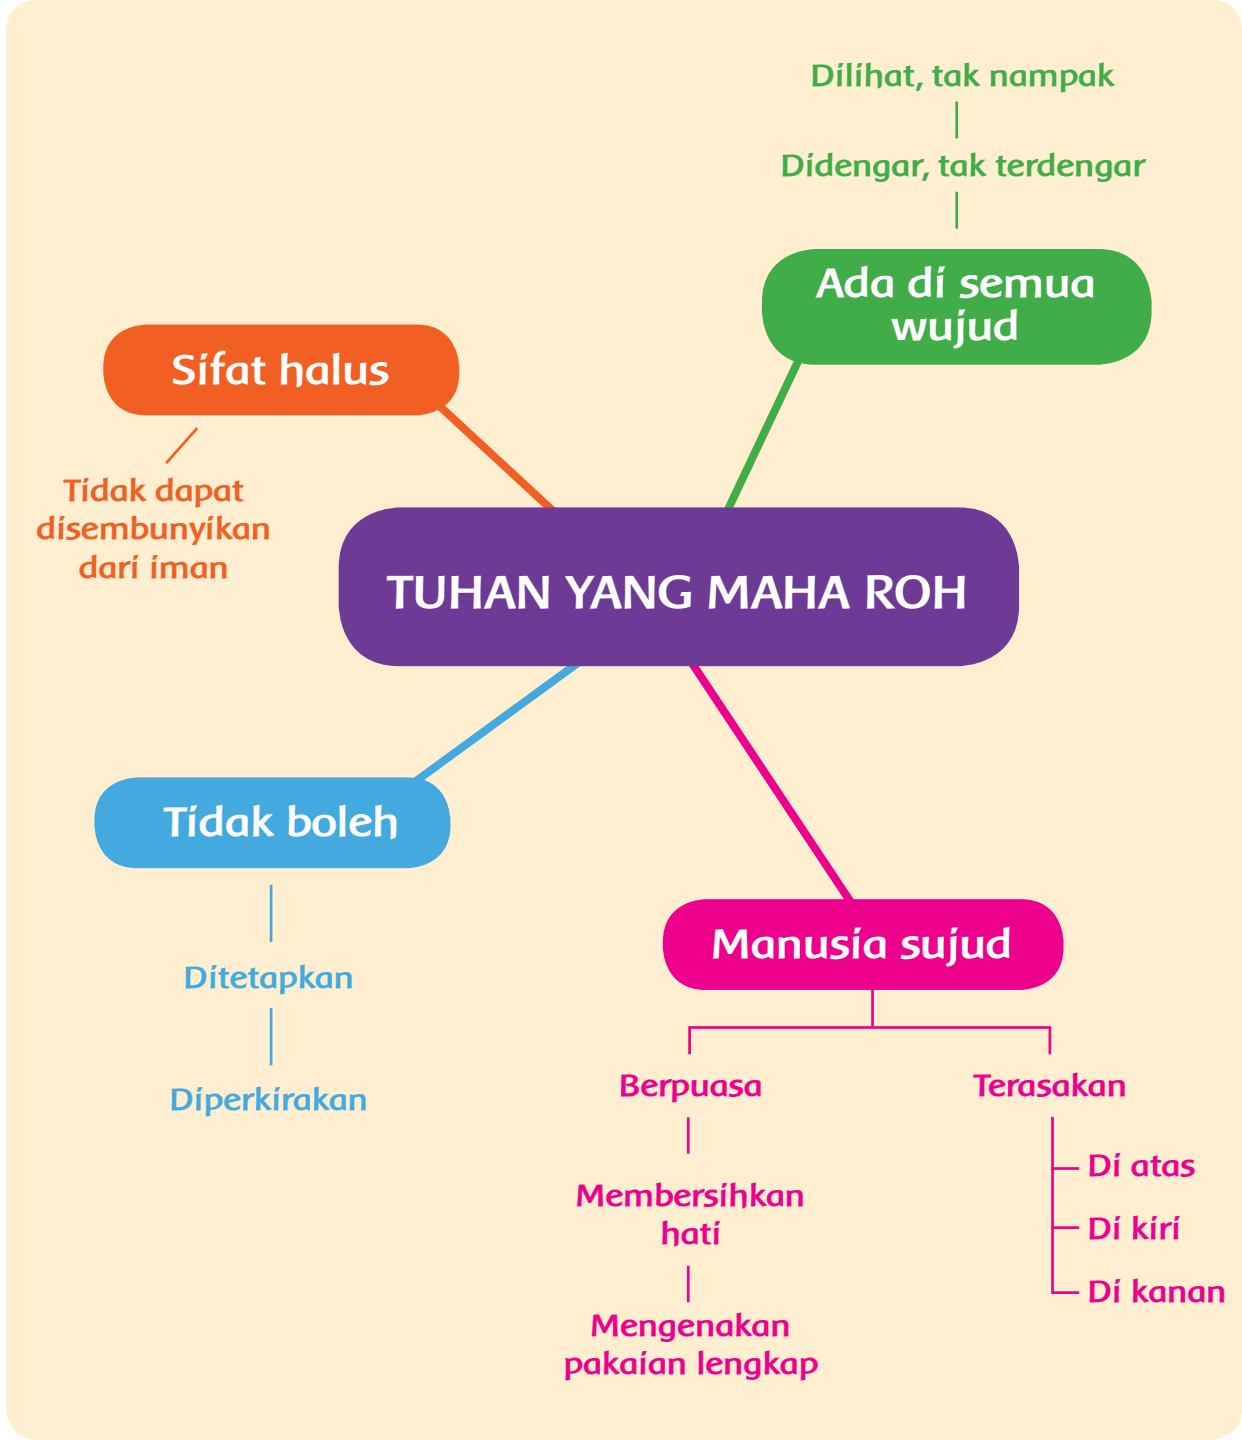 Dilihat, tak nampak
Didengar, tak terdengar
Ada di semua
wujud
Sifat halus
Tidak dapat
disembunyikan
dari iman
TUHAN YANG MAHA ROH
Tidak boleh
Ditetapkan
Diperkirakan
Manusia sujud
Berpuasa
Membersihkan
hati
Mengenakan
pakaian lengkap
Terasakan
Di atas
Di kiri
Di kanan